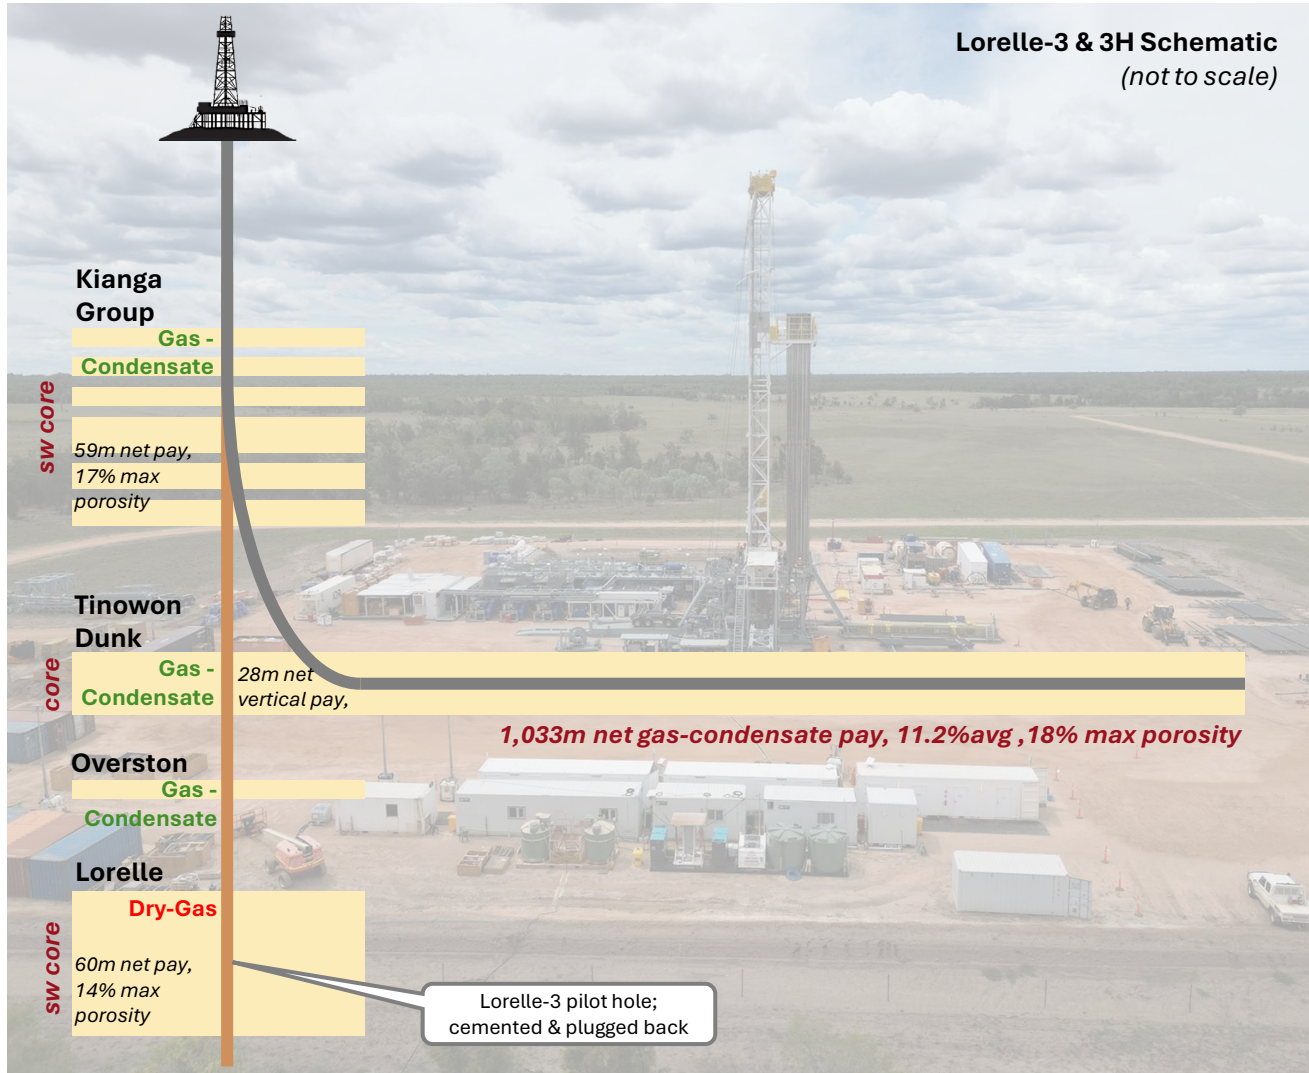 Lorelle-3 & 3H Schematic
(not to scale)
Kianga
Group
Gas -
Condensate
sw core
59m net pay,
17% max
porosity
Tinowon
Dunk
core
Gas -
Condensate
28m net
vertical pay,
1,033m net gas-condensate pay, 11.2%avg ,18% max porosity
Overston
Gas -
Condensate
Lorelle
Dry-Gas
sw core
60m net pay,
14% max
porosity
Lorelle-3 pilot hole;
cemented & plugged back